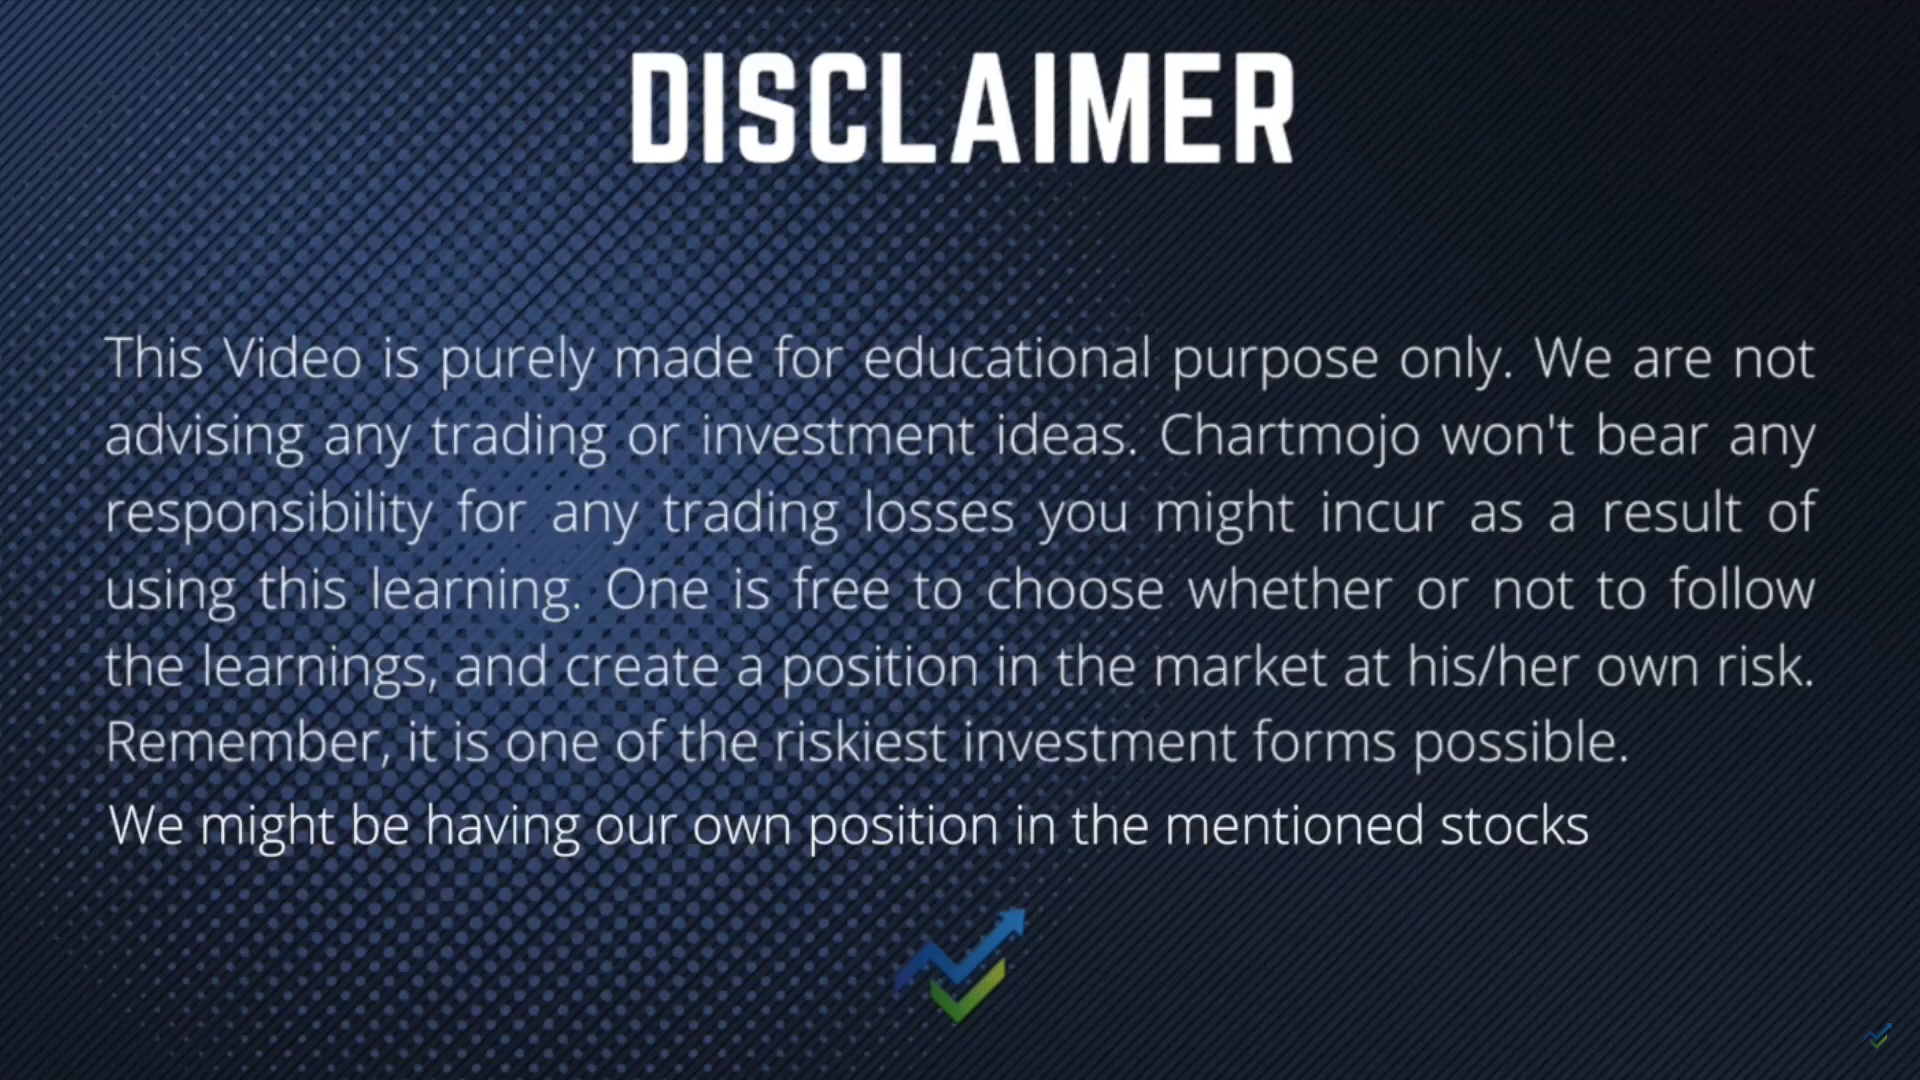 DISCLAIMER
This Video is purely made for educational purpose only. We are not
advising any trading or investment ideas. Chartmojo won't bear any
responsibility for any trading losses you might incur as a result of
using this learning. One is free to choose whether or not to follow
the learnings, and create a position in the market at his/her own risk.
Remember, it is one of the riskiest investment forms possible.
We might be having our own position in the mentioned stocks